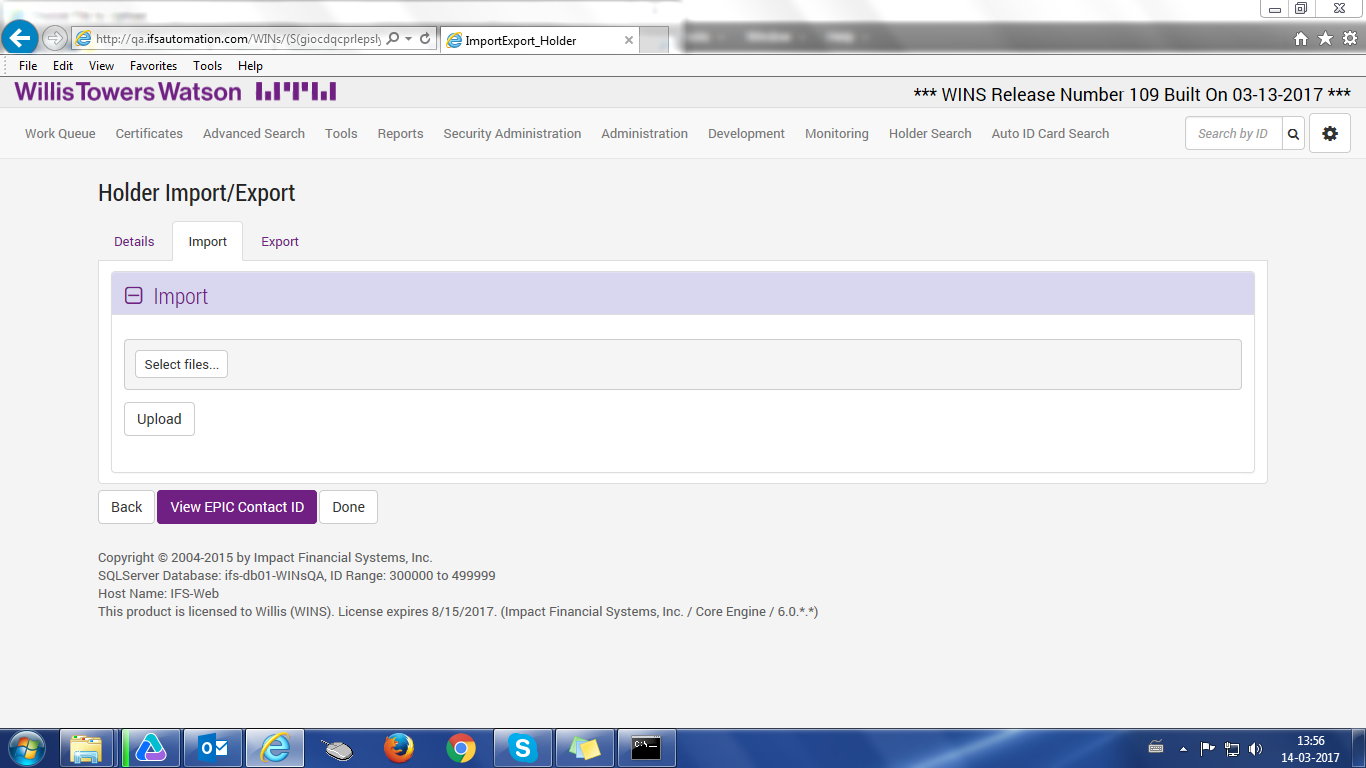 http://qa.ifsautomation.com/WINs/(S(giocdqcprlepsly
ImportExport_Holder
File Edit View Favorites Tools Help
Willis Towers Watson
*** WINS Release Number 109 Built On 03-13-2017 ***
Work Queue Certificates Advanced Search Tools Reports Security Administration Administration Development Monitoring Holder Search Auto ID Card Search Search by ID
Holder Import/Export
Details Import Export
Import
Select files...
Upload
Back View EPIC Contact ID Done
Copyright © 2004-2015 by Impact Financial Systems, Inc.
SQLServer Database: ifs-db01-WINsQA, ID Range: 300000 to 499999
Host Name: IFS-Web
This product is licensed to Willis (WINS). License expires 8/15/2017. (Impact Financial Systems, Inc. / Core Engine / 6.0.*.*)
13:56
14-03-2017